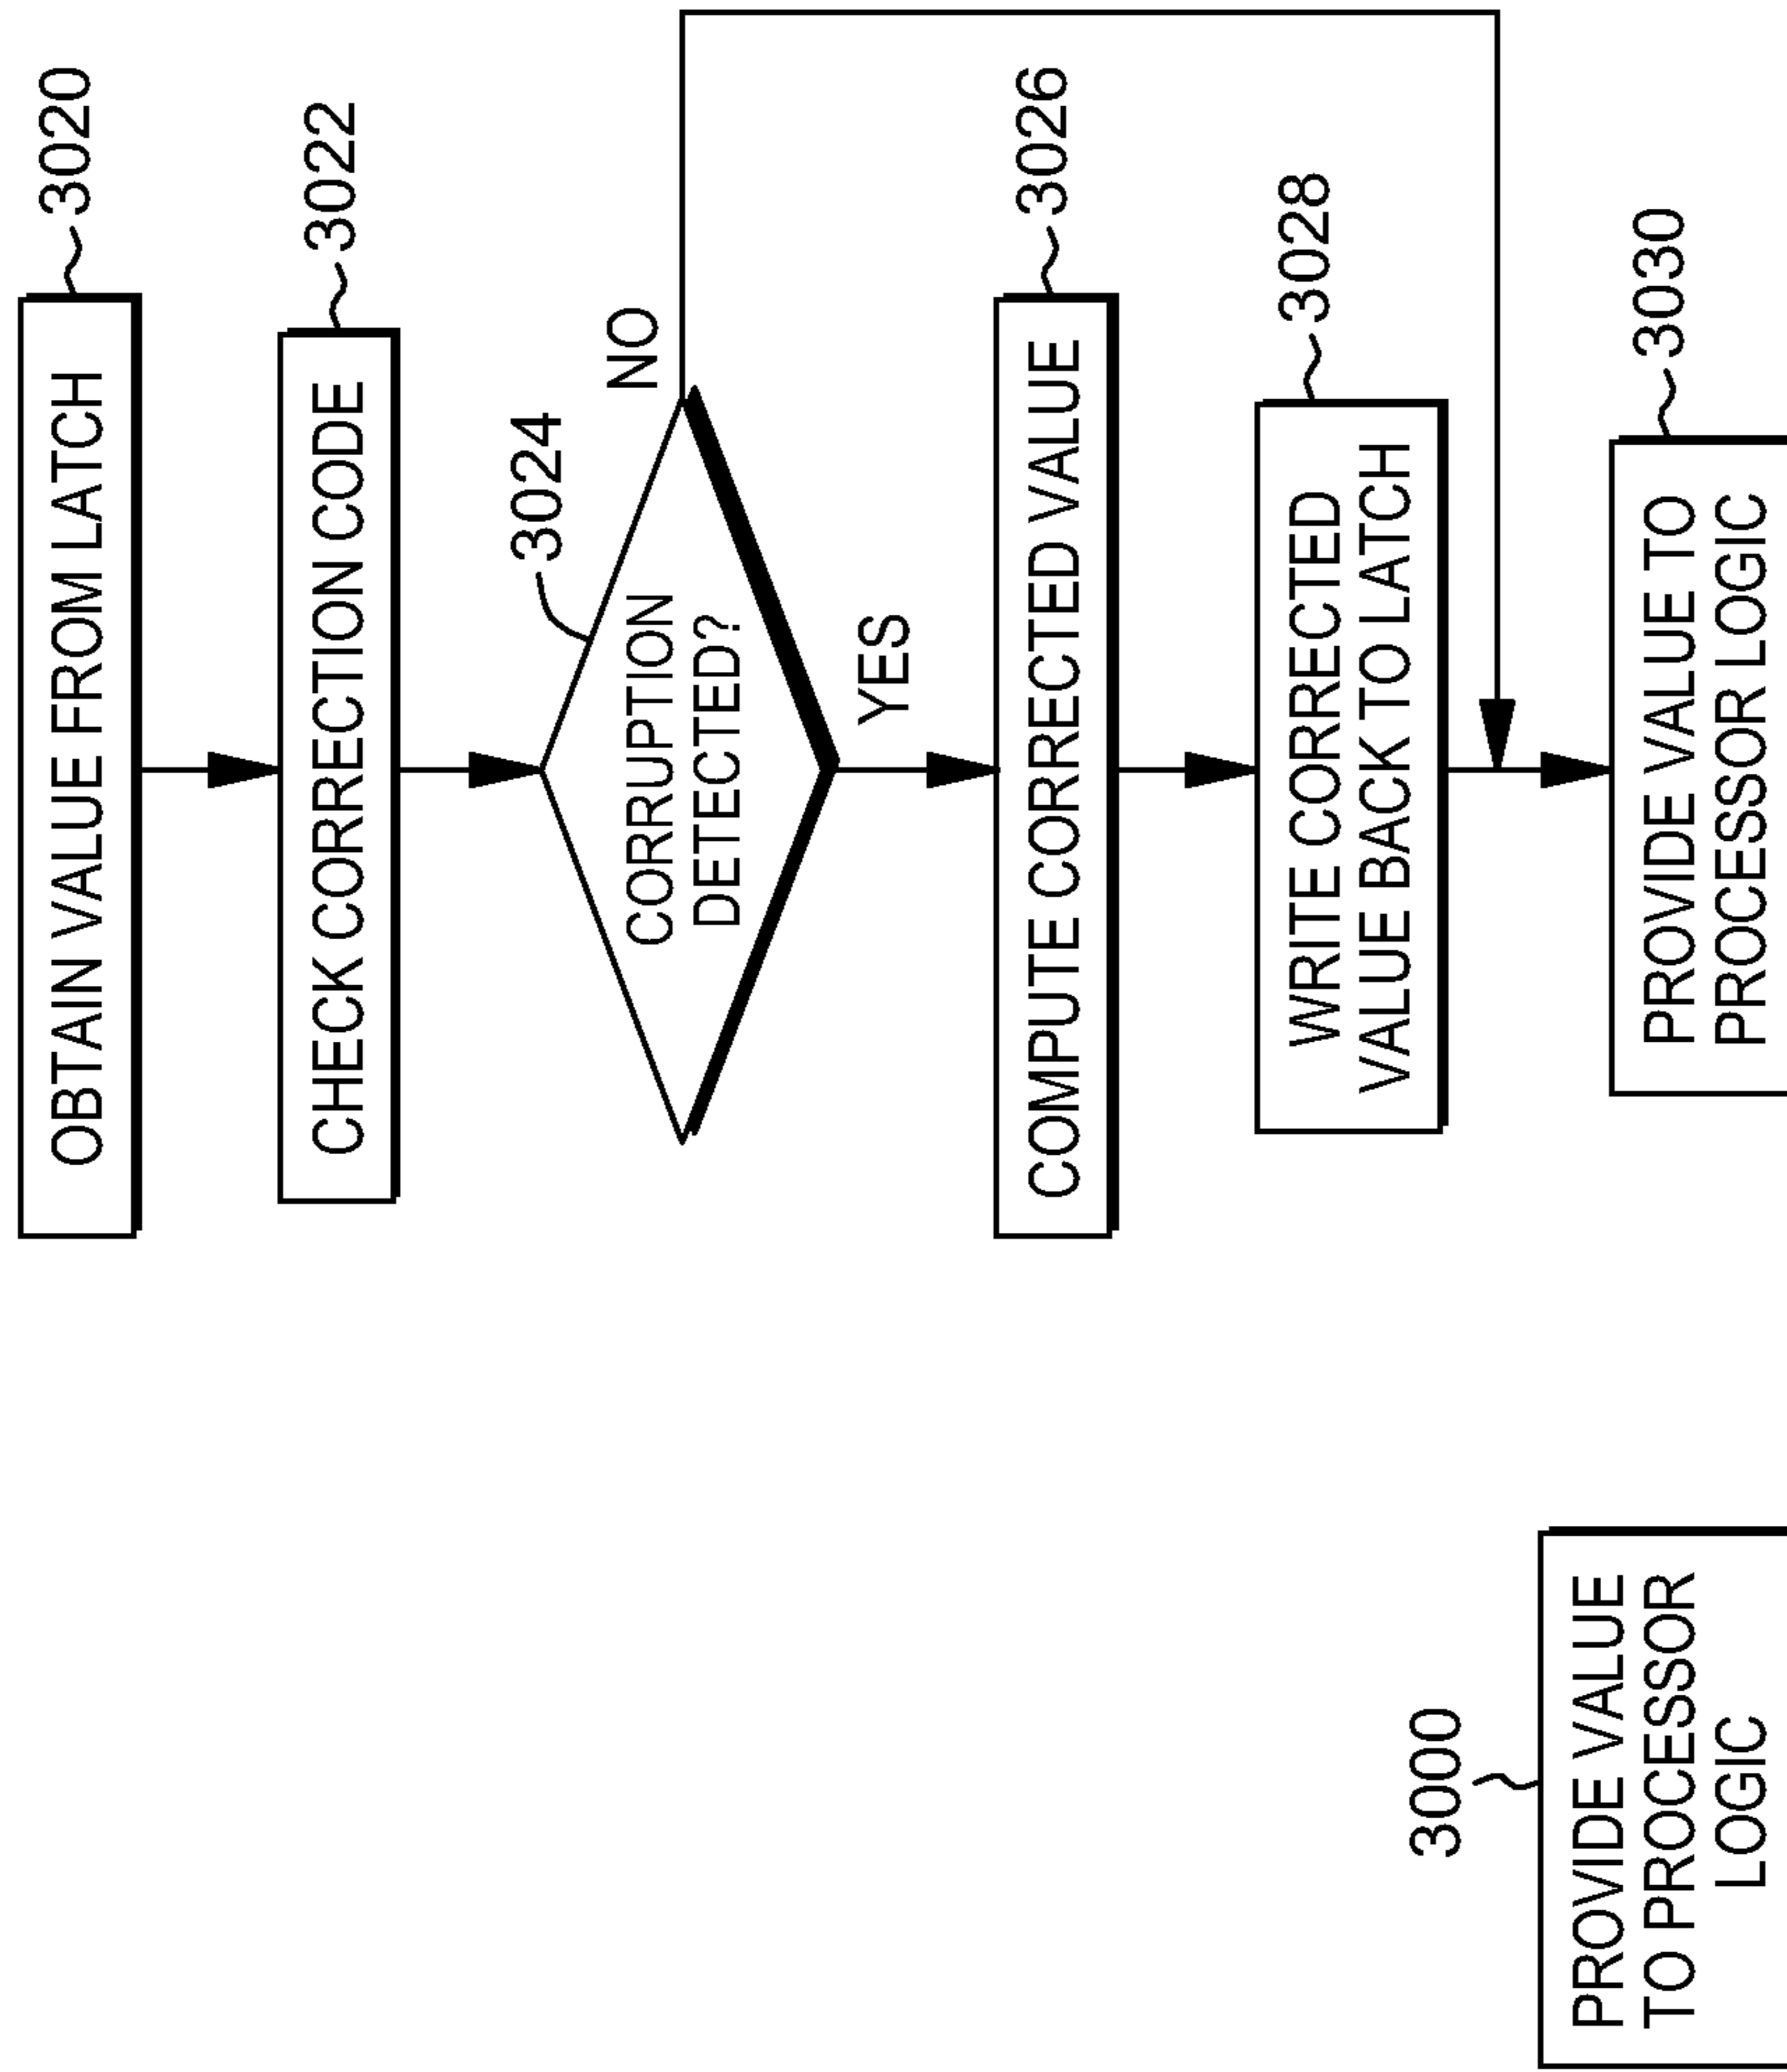 OBTAIN VALUE FROM LATCH
3020
CHECK CORRECTION CODE
3022
3024
CORRUPTION
DETECTED?
NO
YES
COMPUTE CORRECTED VALUE
3026
WRITE CORRECTED
VALUE BACK TO LATCH
3028
PROVIDE VALUE TO
PROCESSOR LOGIC
3030
3000
PROVIDE VALUE
TO PROCESSOR
LOGIC